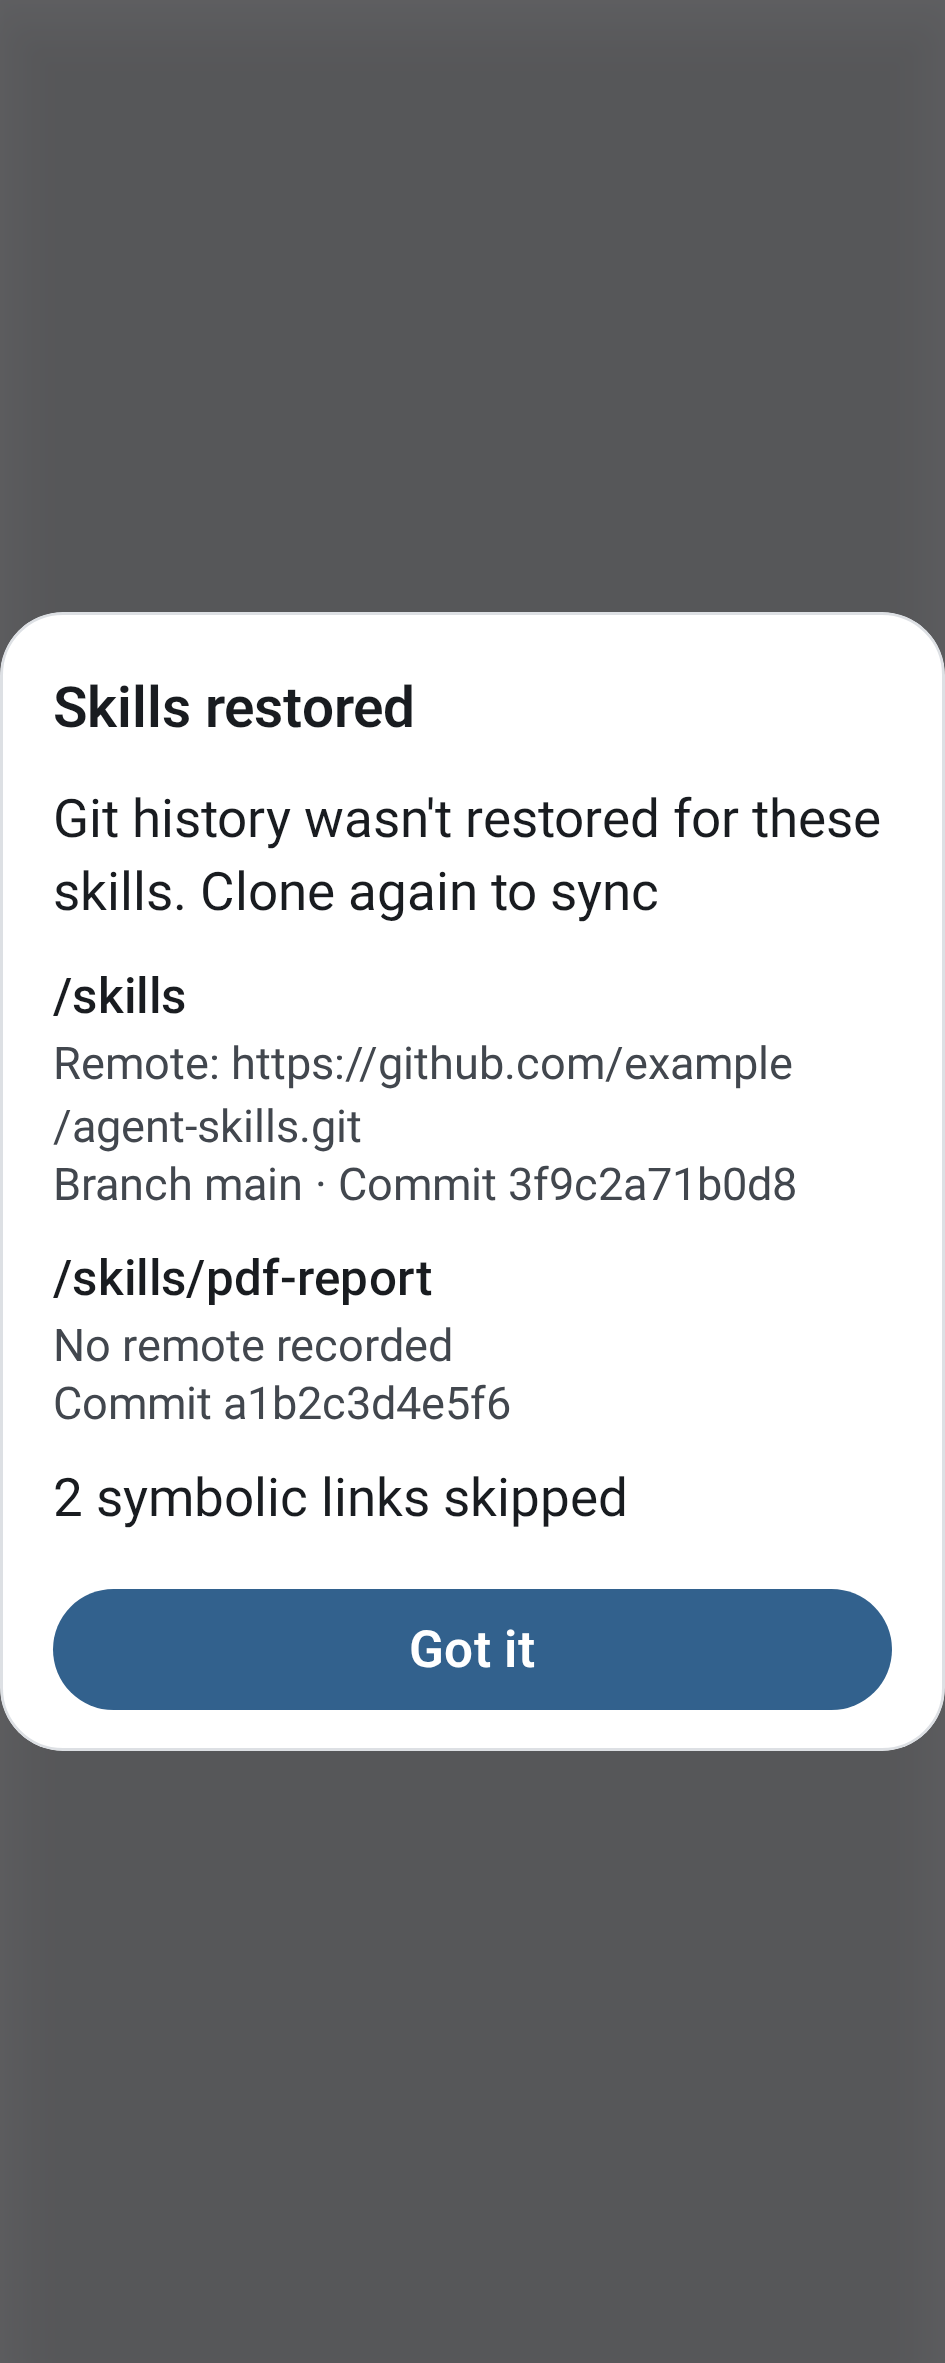 Skills restored
Git history wasn't restored for these
skills. Clone again to sync
/skills
Remote: https://github.com/example
/agent-skills.git
Branch main · Commit 3f9c2a71b0d8
/skills/pdf-report
No remote recorded
Commit a1b2c3d4e5f6
2 symbolic links skipped
Got it